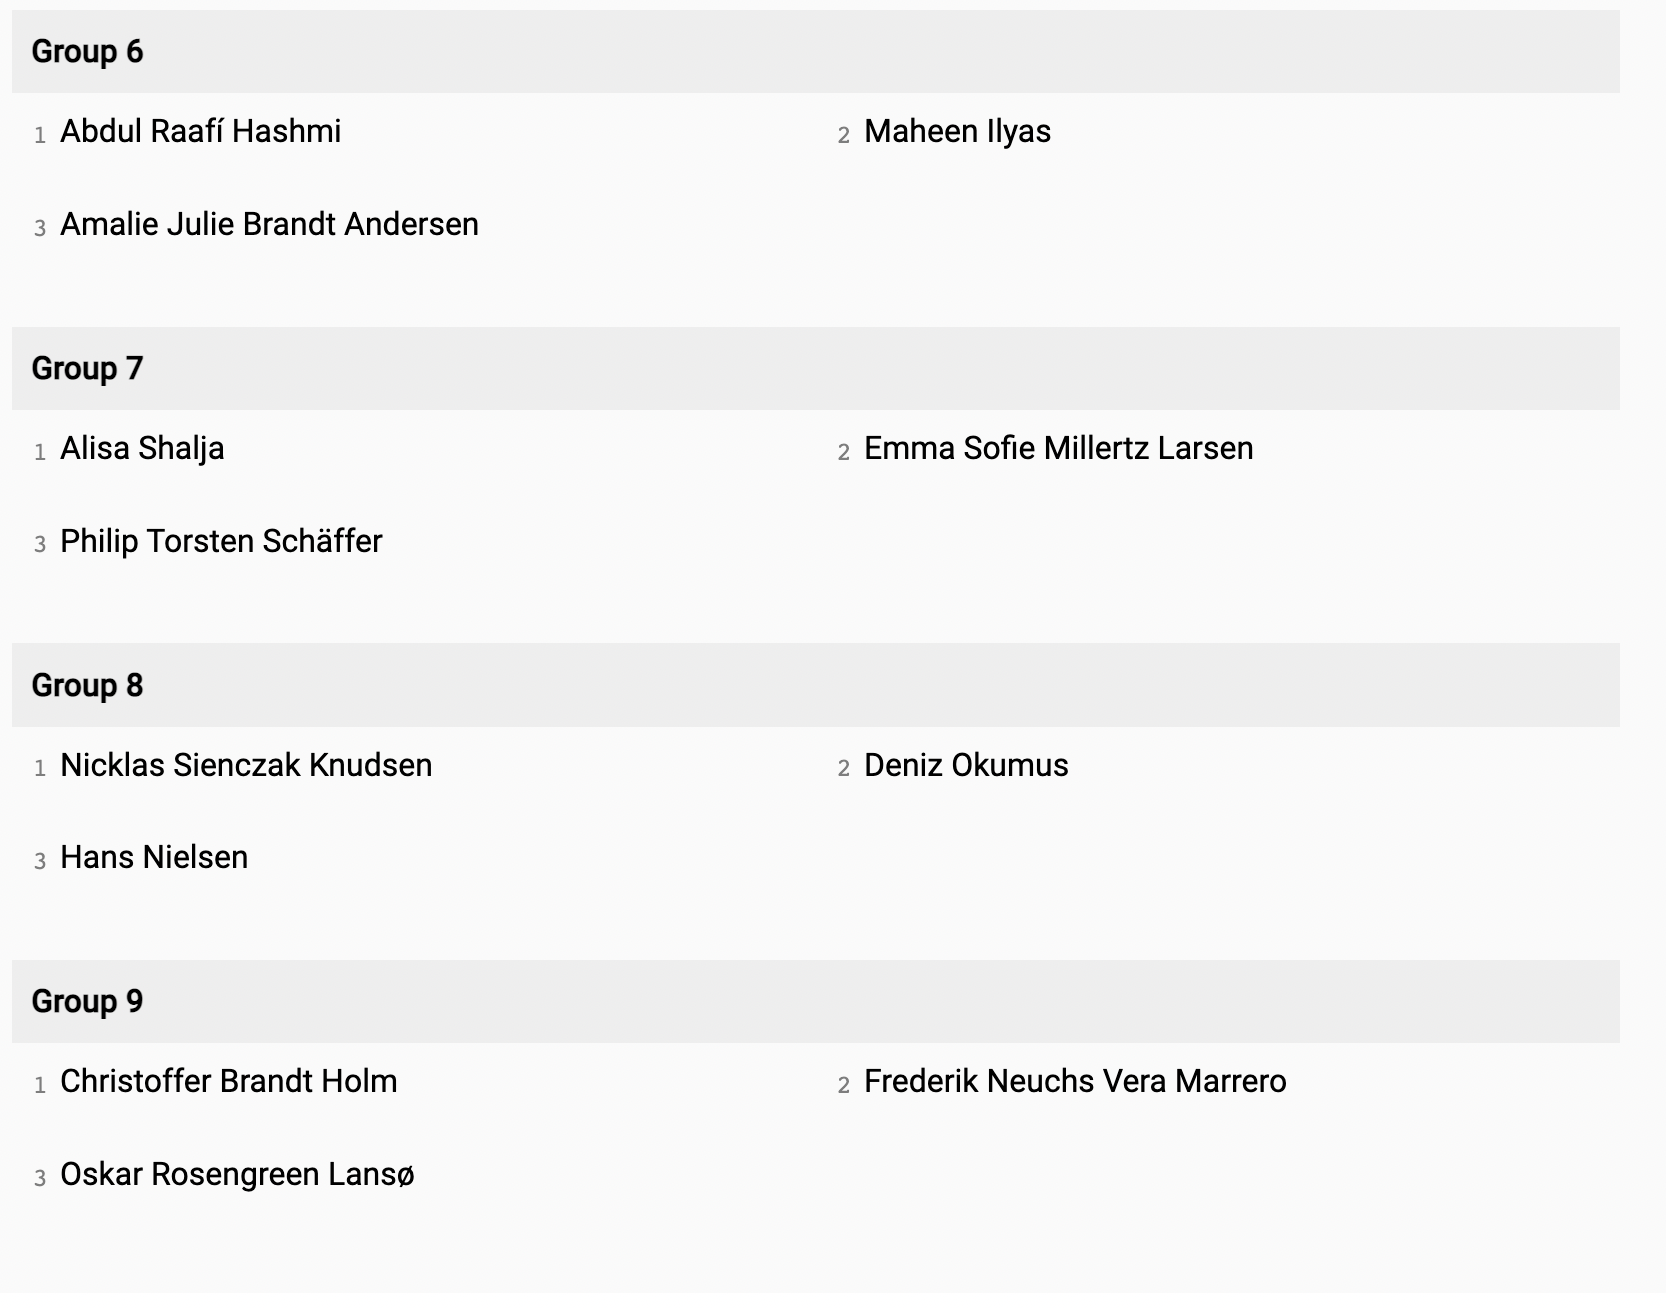 Group 6
1 Abdul Raafí Hashmi 2 Maheen Ilyas
3 Amalie Julie Brandt Andersen
Group 7
1 Alisa Shalja 2 Emma Sofie Millertz Larsen
3 Philip Torsten Schäffer
Group 8
1 Nicklas Sienczak Knudsen 2 Deniz Okumus
3 Hans Nielsen
Group 9
1 Christoffer Brandt Holm 2 Frederik Neuchs Vera Marrero
3 Oskar Rosengreen Lansø